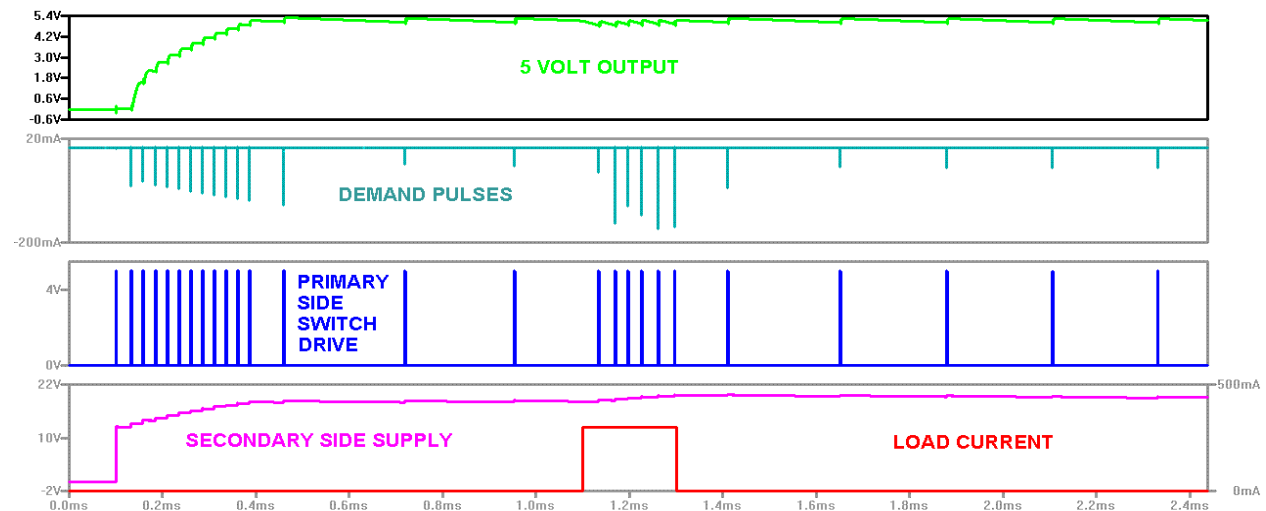 5.4V
4.2V
3.0V
1.8V
0.6V
-0.6V
5 VOLT OUTPUT
20mA
-200mA
DEMAND PULSES
4V
0V
PRIMARY
SIDE
SWITCH
DRIVE
22V
10V
-2V
500mA
0mA
SECONDARY SIDE SUPPLY
LOAD CURRENT
0.0ms 0.2ms 0.4ms 0.6ms 0.8ms 1.0ms 1.2ms 1.4ms 1.6ms 1.8ms 2.0ms 2.2ms 2.4ms